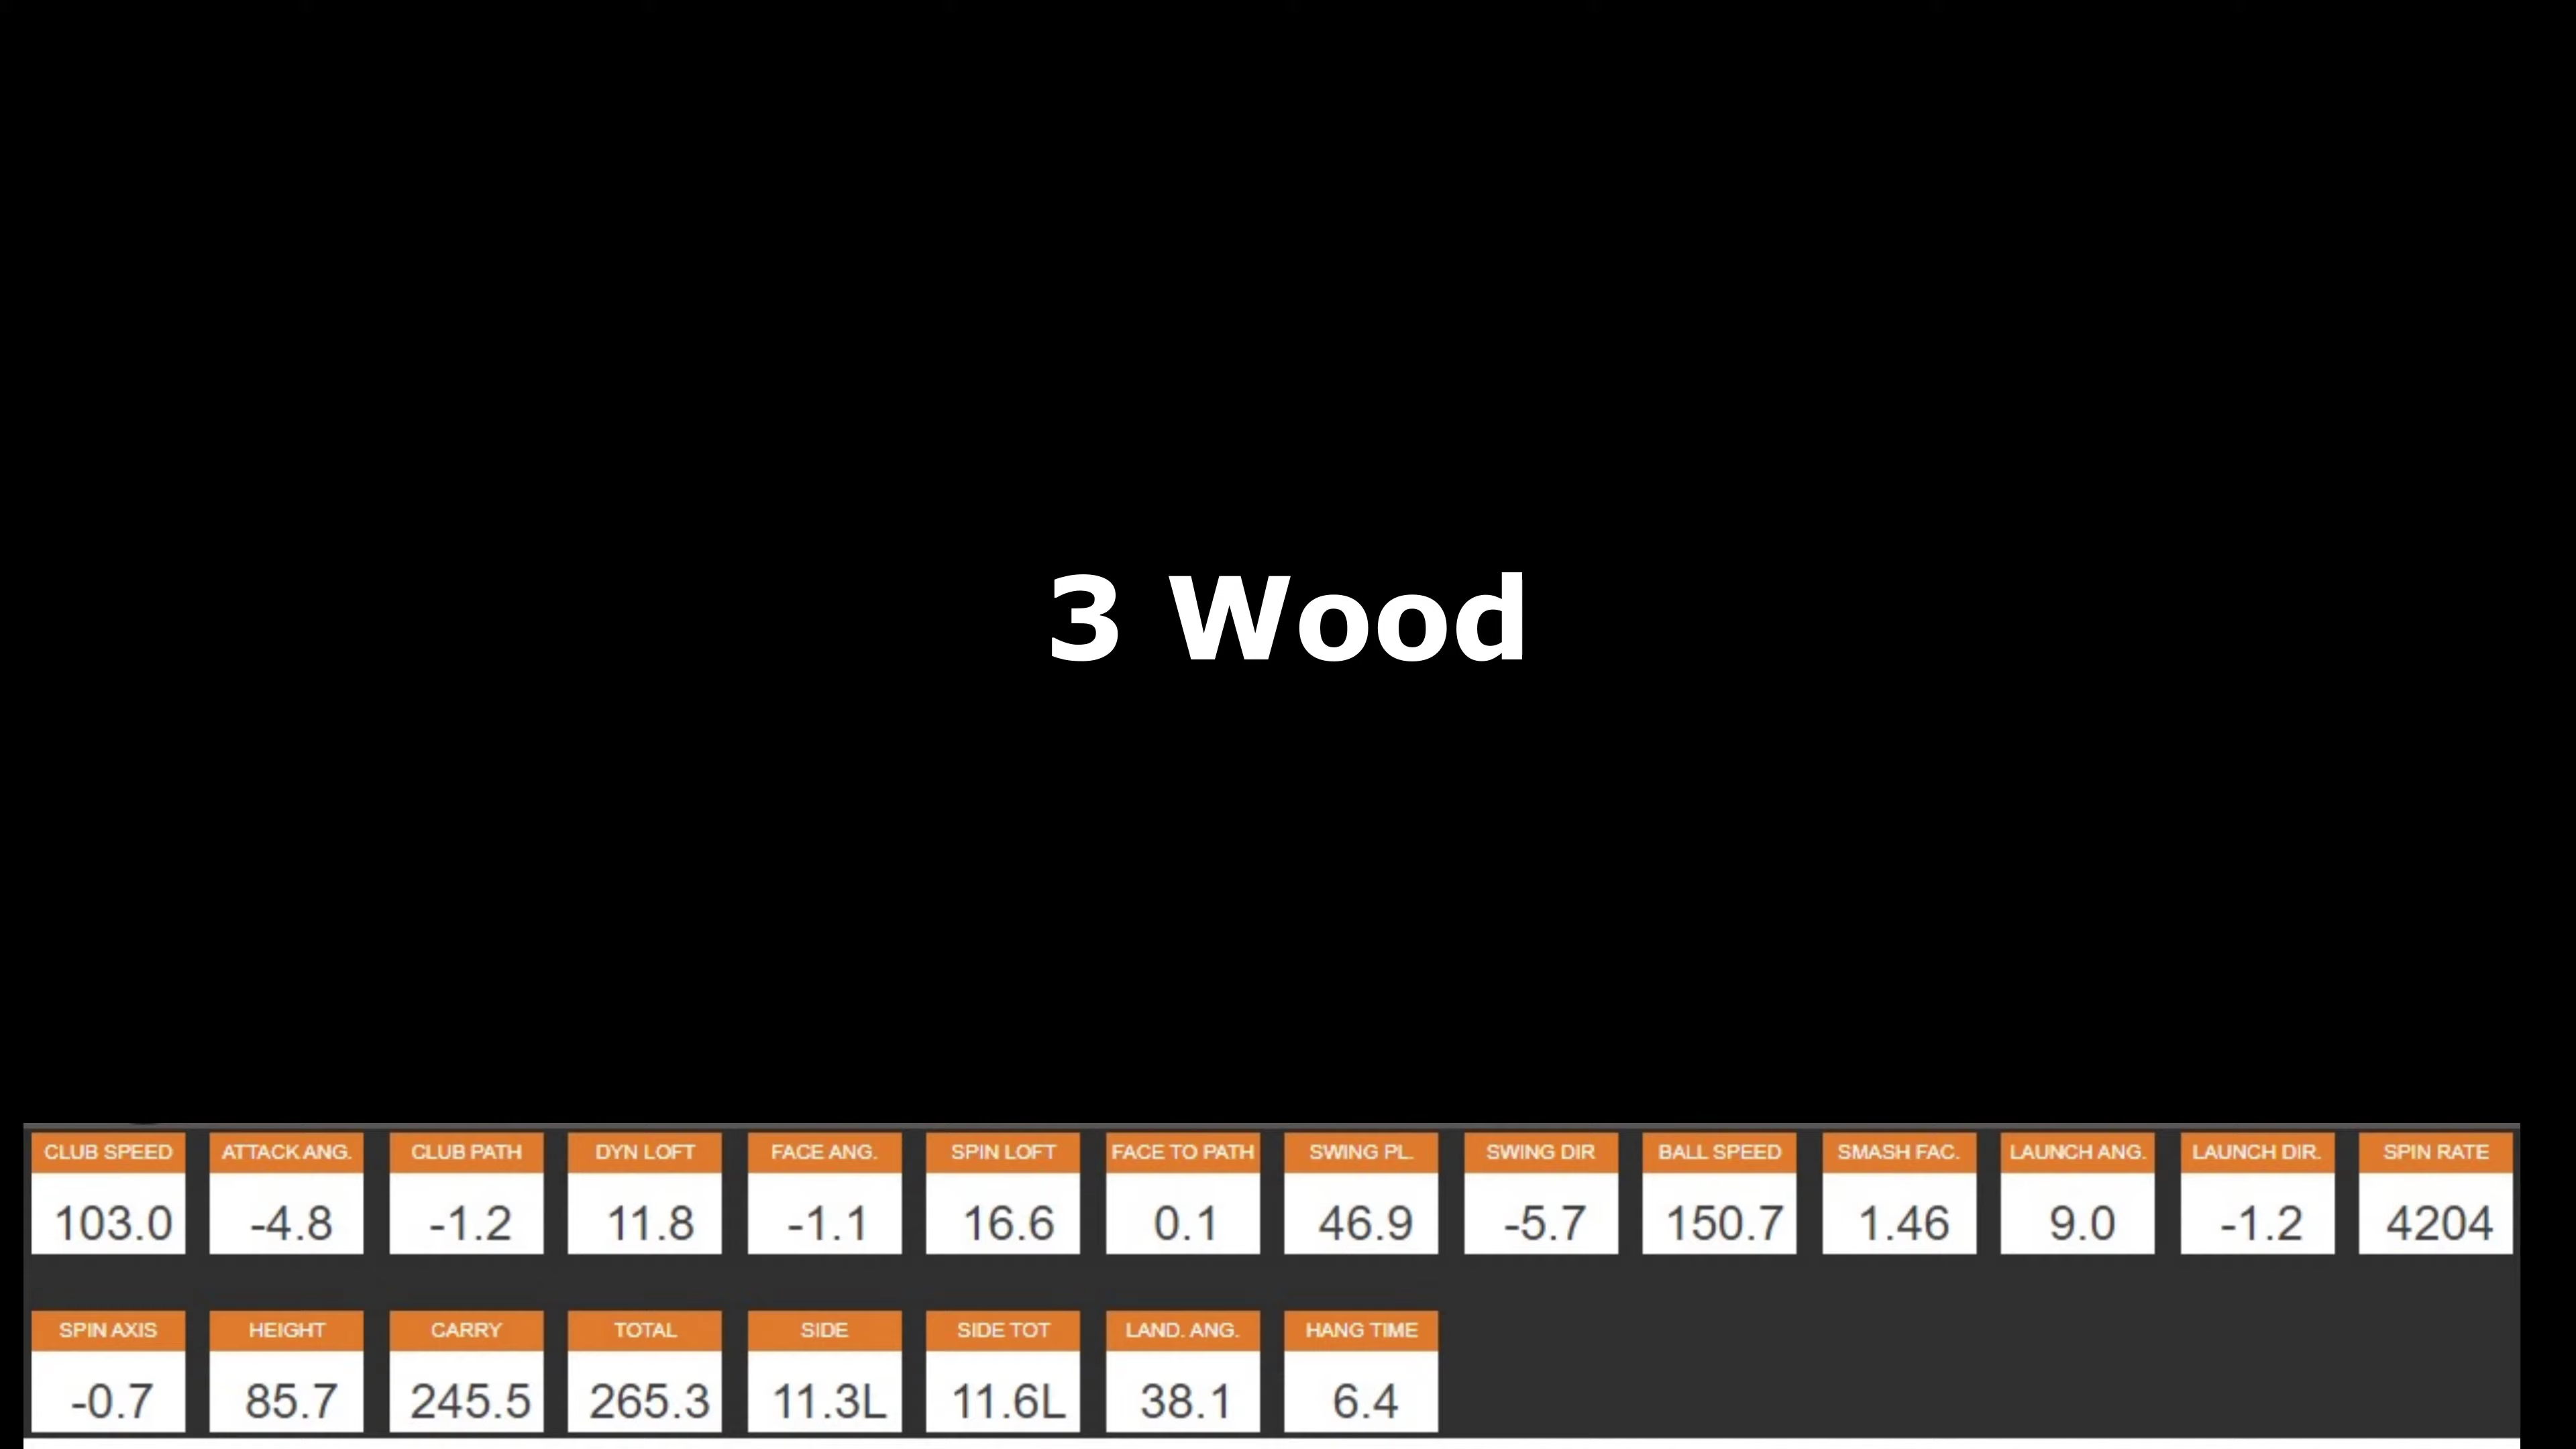 3 Wood
CLUB SPEED ATTACK ANG. CLUB PATH DYN LOFT FACE ANG. SPIN LOFT FACE TO PATH SWING PL. SWING DIR BALL SPEED SMASH FAC. LAUNCH ANG. LAUNCH DIR. SPIN RATE
103.0 -4.8 -1.2 11.8 -1.1 16.6 0.1 46.9 -5.7 150.7 1.46 9.0 -1.2 4204
SPIN AXIS HEIGHT CARRY TOTAL SIDE SIDE TOT LAND. ANG. HANG TIME
-0.7 85.7 245.5 265.3 11.3L 11.6L 38.1 6.4